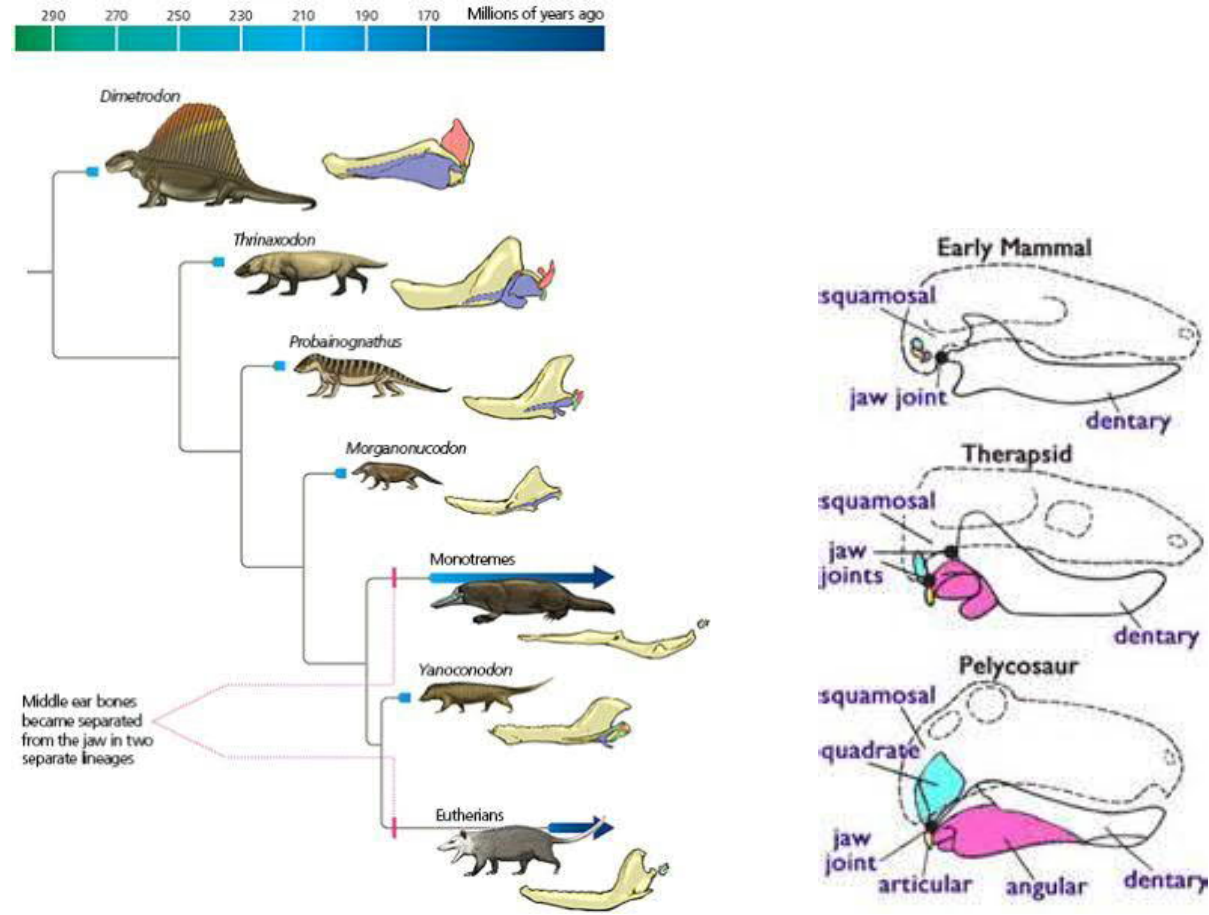 290 270 250 230 210 190 170 Millions of years ago
Dimetrodon
Thrinaxodon
Probainognathus
Morganonucodon
Monotremes
Yanoconodon
Middle ear bones
became separated
from the jaw in two
separate lineages
Eutherians
Early Mammal
squamosal
jaw joint
dentary
Therapsid
squamosal
jaw
joints
dentary
Pelycosaur
squamosal
quadrate
jaw
joint
articular angular dentary